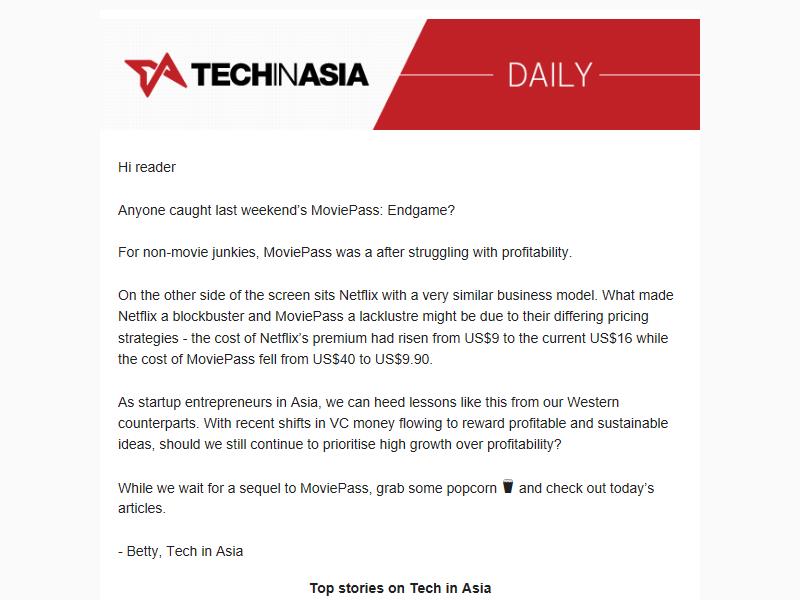 TECHINASIA
DAILY
Hi reader
Anyone caught last weekend’s MoviePass: Endgame?
For non-movie junkies, MoviePass was a after struggling with profitability.
On the other side of the screen sits Netflix with a very similar business model. What made
Netflix a blockbuster and MoviePass a lacklustre might be due to their differing pricing
strategies - the cost of Netflix’s premium had risen from US$9 to the current US$16 while
the cost of MoviePass fell from US$40 to US$9.90.
As startup entrepreneurs in Asia, we can heed lessons like this from our Western
counterparts. With recent shifts in VC money flowing to reward profitable and sustainable
ideas, should we still continue to prioritise high growth over profitability?
While we wait for a sequel to MoviePass, grab some popcorn and check out today’s
articles.
- Betty, Tech in Asia
Top stories on Tech in Asia